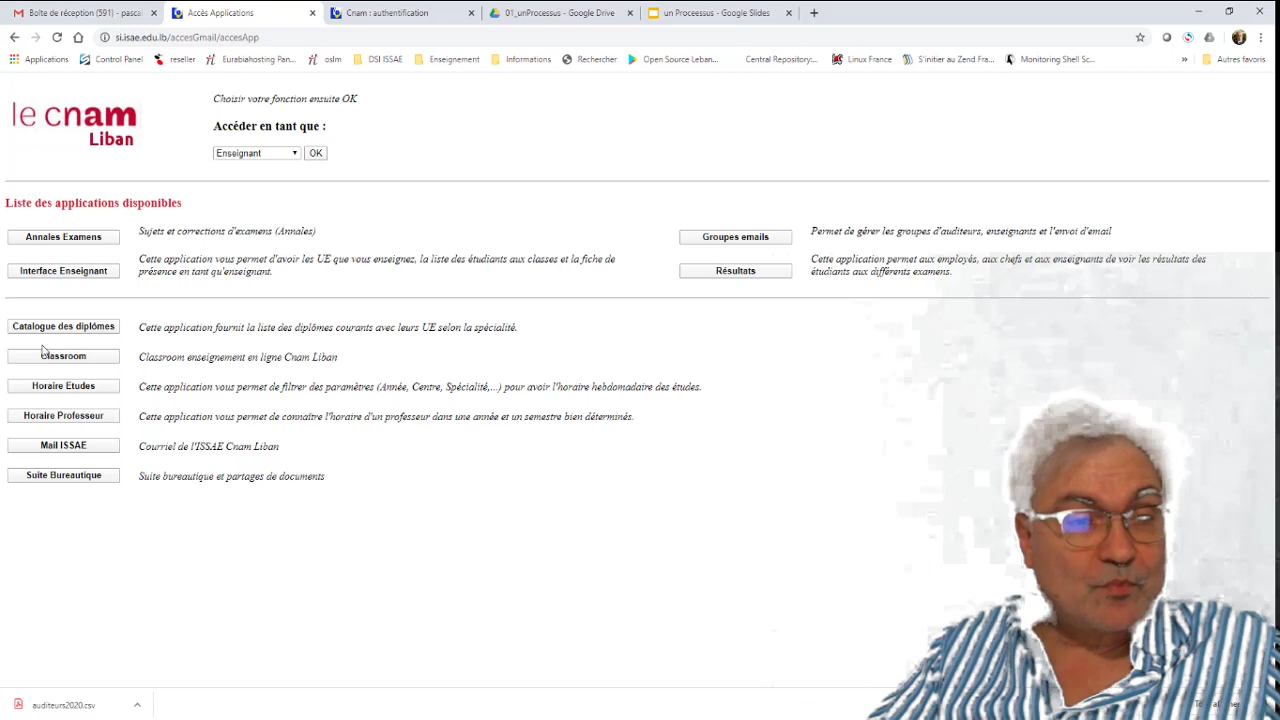 Boîte de réception (591) - pasca
Accès Applications
Cnam : authentification
01_unProcessus - Google Drive
un Proceessus - Google Slides
si.isae.edu.lb/accesGmail/accesApp
Applications
Control Panel
reseller
Eurabiahosting Pan...
oslm
DSI ISSAE
Enseignement
Informations
Rechercher
Open Source Leban...
Central Repository:...
Linux France
S'initier au Zend Fra...
Monitoring Shell Sc...
»
Autres favoris
le cnam
Liban
Choisir votre fonction ensuite OK
Accéder en tant que :
Enseignant
OK
Liste des applications disponibles
Annales Examens
Sujets et corrections d'examens (Annales)
Groupes emails
Permet de gérer les groupes d'auditeurs, enseignants et l'envoi d'email
Interface Enseignant
Cette application vous permet d'avoir les UE que vous enseignez, la liste des étudiants aux classes et la fiche de
présence en tant qu'enseignant.
Résultats
Cette application permet aux employés, aux chefs et aux enseignants de voir les résultats des
étudiants aux différents examens.
Catalogue des diplômes
Cette application fournit la liste des diplômes courants avec leurs UE selon la spécialité.
Classroom
Classroom enseignement en ligne Cnam Liban
Horaire Etudes
Cette application vous permet de filtrer des paramètres (Année, Centre, Spécialité,...) pour avoir l'horaire hebdomadaire des études.
Horaire Professeur
Cette application vous permet de connaître l'horaire d'un professeur dans une année et un semestre bien déterminés.
Mail ISSAE
Courriel de l'ISSAE Cnam Liban
Suite Bureautique
Suite bureautique et partages de documents
auditeurs2020.csv